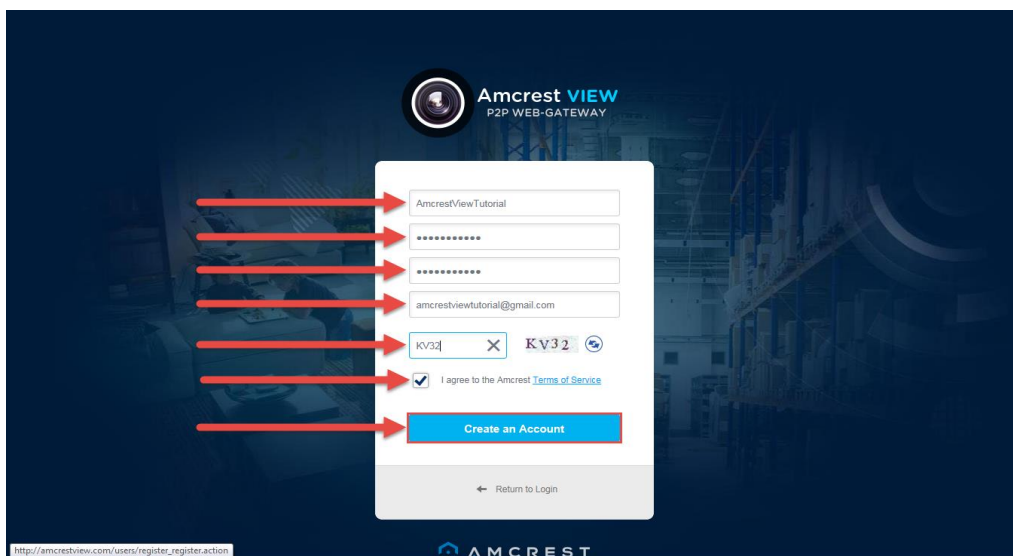 Amcrest VIEW
P2P WEB-GATEWAY
AmcrestViewTutorial
•••••••••••
•••••••••••
amcrestviewtutorial@gmail.com
KV32 KV32
I agree to the Amcrest Terms of Service
Create an Account
Return to Login
AMCREST
http://amcrestview.com/users/register_register.action